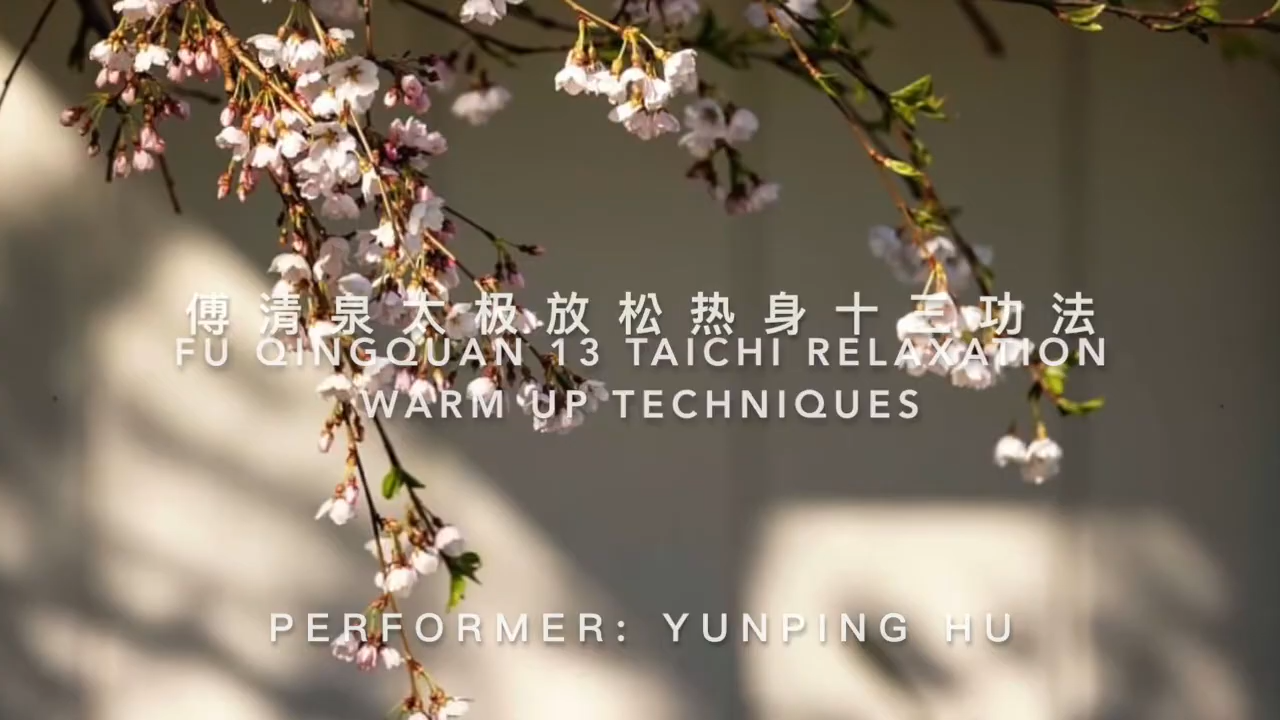 傅清泉太极放松热身十三功法
FU QINGQUAN 13 TAICHI RELAXATION
WARM UP TECHNIQUES
PERFORMER: YUNPING HU